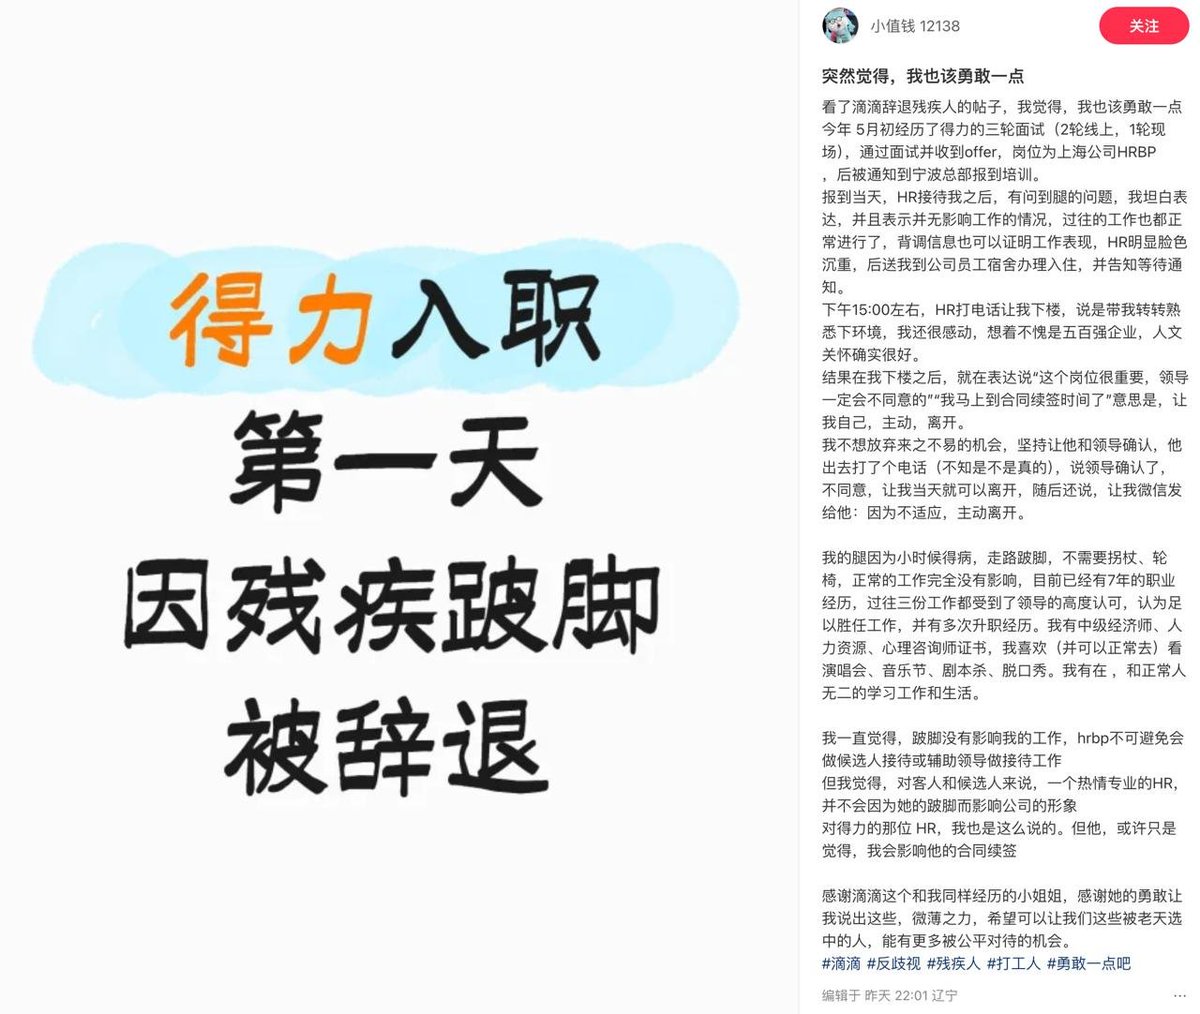 得力入职
第一天
因残疾跛脚
被辞退
小值钱 12138
关注
突然觉得，我也该勇敢一点
看了滴滴辞退残疾人的帖子，我觉得，我也该勇敢一点
今年 5月初经历了得力的三轮面试（2轮线上，1轮现
场），通过面试并收到offer，岗位为上海公司HRBP
，后被通知到宁波总部报到培训。
报到当天，HR接待我之后，有问到腿的问题，我坦白表
达，并且表示并无影响工作的情况，过往的工作也都正
常进行了，背调信息也可以证明工作表现，HR明显脸色
沉重，后送我到公司员工宿舍办理入住，并告知等待通
知。
下午15:00左右，HR打电话让我下楼，说是带我转转熟
悉下环境，我还很感动，想着不愧是五百强企业，人文
关怀确实很好。
结果在我下楼之后，就在表达说“这个岗位很重要，领导
一定会不同意的”“我马上到合同续签时间了”意思是，让
我自己，主动，离开。
我不想放弃来之不易的机会，坚持让他和领导确认，他
出去打了个电话（不知是不是真的），说领导确认了，
不同意，让我当天就可以离开，随后还说，让我微信发
给他：因为不适应，主动离开。
我的腿因为小时候得病，走路跛脚，不需要拐杖、轮
椅，正常的工作完全没有影响，目前已经有7年的职业
经历，过往三份工作都受到了领导的高度认可，认为足
以胜任工作，并有多次升职经历。我有中级经济师、人
力资源、心理咨询师证书，我喜欢（并可以正常去）看
演唱会、音乐节、剧本杀、脱口秀。我有在 ，和正常人
无二的学习工作和生活。
我一直觉得，跛脚没有影响我的工作，hrbp不可避免会
做候选人接待或辅助领导做接待工作
但我觉得，对客人和候选人来说，一个热情专业的HR，
并不会因为她的跛脚而影响公司的形象
对得力的那位 HR，我也是这么说的。但他，或许只是
觉得，我会影响他的合同续签
感谢滴滴这个和我同样经历的小姐姐，感谢她的勇敢让
我说出这些，微薄之力，希望可以让我们这些被老天选
中的人，能有更多被公平对待的机会。
#滴滴 #反歧视 #残疾人 #打工人 #勇敢一点吧
编辑于 昨天 22:01 辽宁